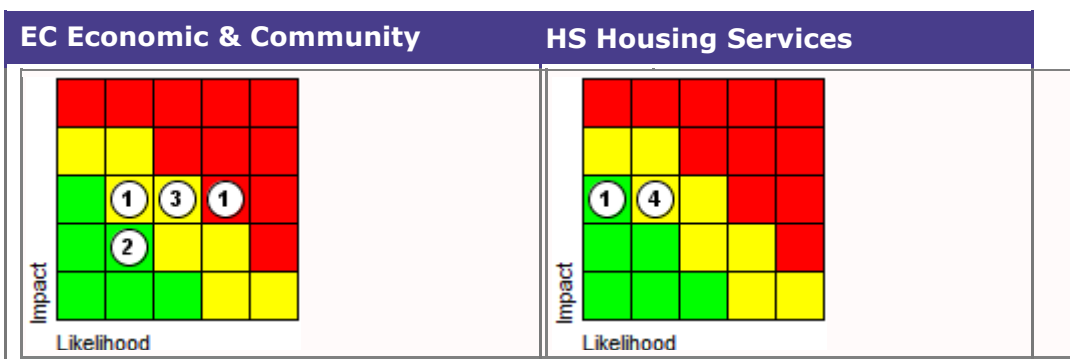 EC Economic & Community
HS Housing Services
1 3 1
2
Impact
Likelihood
1 4
Impact
Likelihood